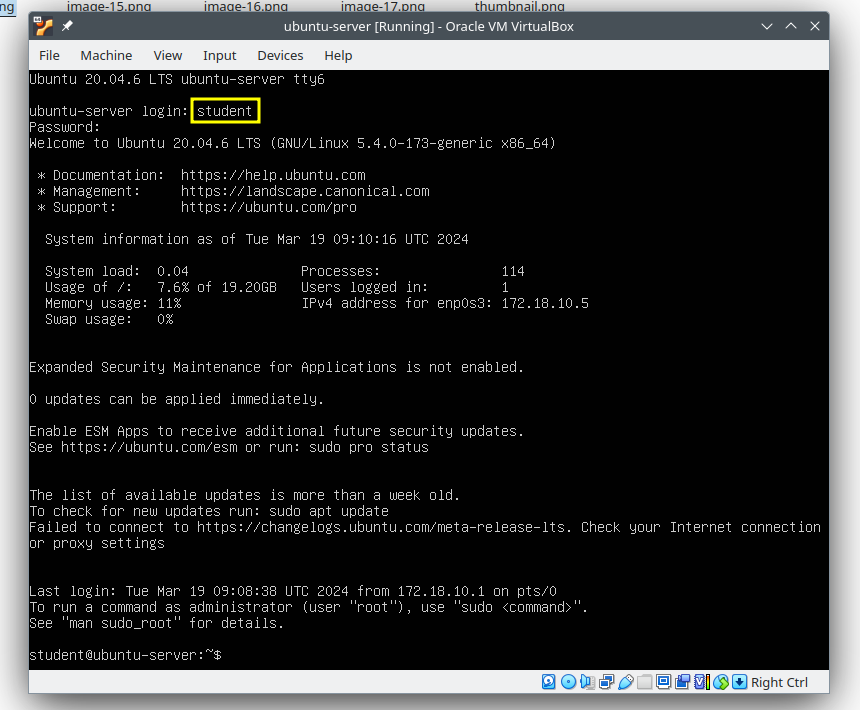 ng image-15.png image-16.png image-17.png thumbnail.png
ubuntu-server [Running] - Oracle VM VirtualBox
File Machine View Input Devices Help
Ubuntu 20.04.6 LTS ubuntu-server tty6
ubuntu-server login: student
Password:
Welcome to Ubuntu 20.04.6 LTS (GNU/Linux 5.4.0-173-generic x86_64)
* Documentation: https://help.ubuntu.com
* Management: https://landscape.canonical.com
* Support: https://ubuntu.com/pro
System information as of Tue Mar 19 09:10:16 UTC 2024
System load: 0.04 Processes: 114
Usage of /: 7.6% of 19.20GB Users logged in: 1
Memory usage: 11% IPv4 address for enp0s3: 172.18.10.5
Swap usage: 0%
Expanded Security Maintenance for Applications is not enabled.
0 updates can be applied immediately.
Enable ESM Apps to receive additional future security updates.
See https://ubuntu.com/esm or run: sudo pro status
The list of available updates is more than a week old.
To check for new updates run: sudo apt update
Failed to connect to https://changelogs.ubuntu.com/meta-release-lts. Check your Internet connection
or proxy settings
Last login: Tue Mar 19 09:08:38 UTC 2024 from 172.18.10.1 on pts/0
To run a command as administrator (user "root"), use "sudo <command>".
See "man sudo_root" for details.
student@ubuntu-server:~$
Right Ctrl